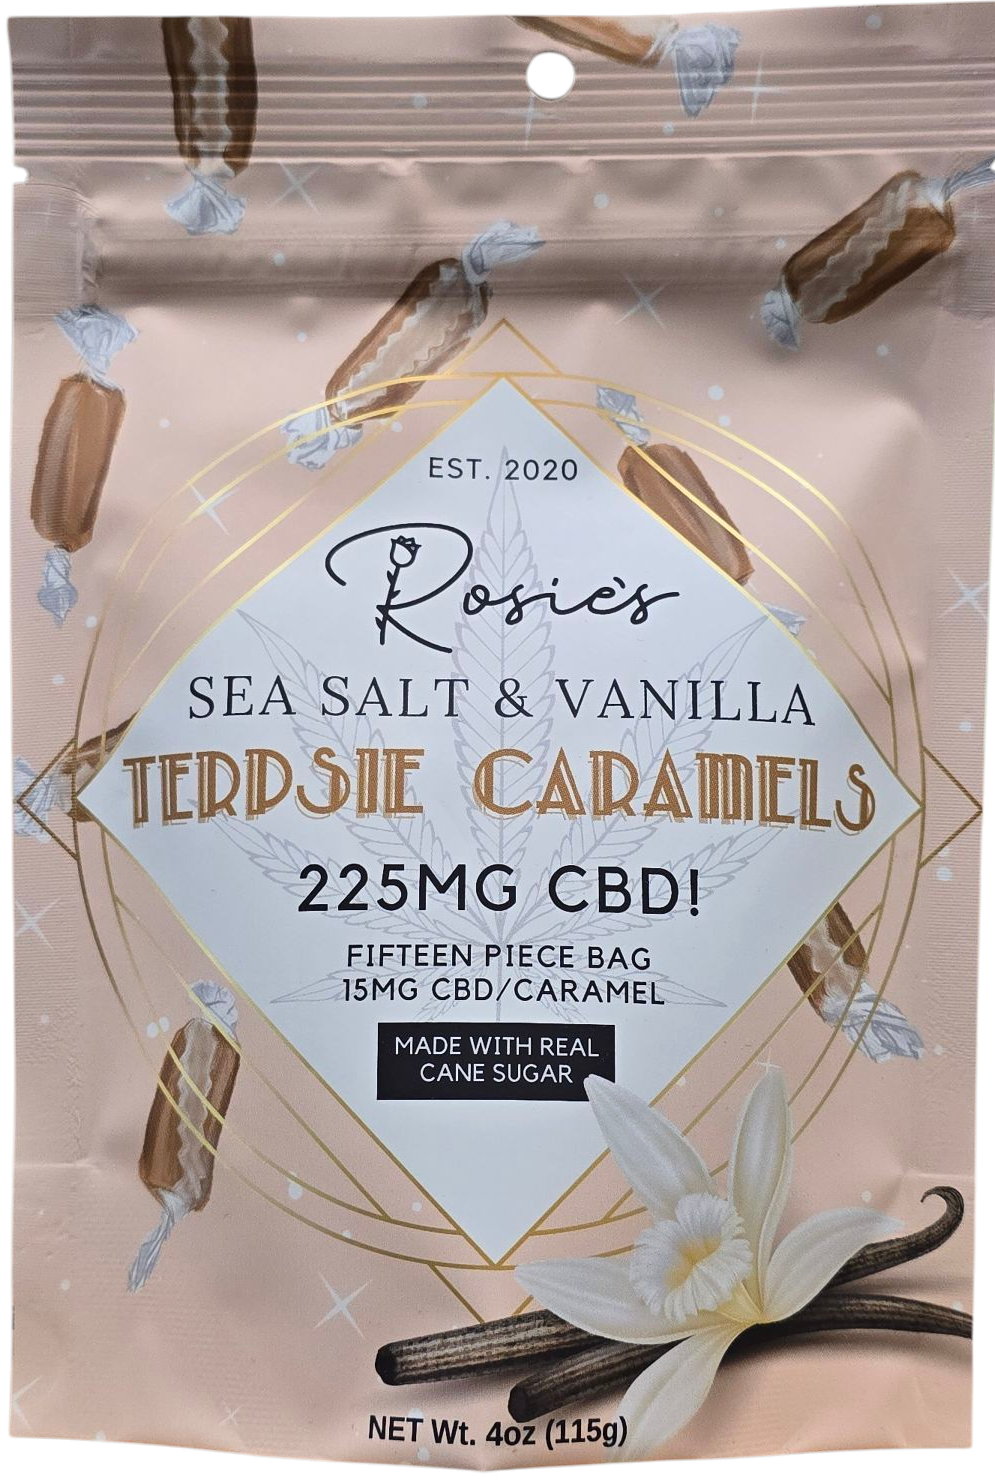 EST. 2020
Rosie's
SEA SALT & VANILLA
TERPSIE CARAMELS
225MG CBD!
FIFTEEN PIECE BAG
15MG CBD/CARAMEL
MADE WITH REAL
CANE SUGAR
NET Wt. 4oz (115g)